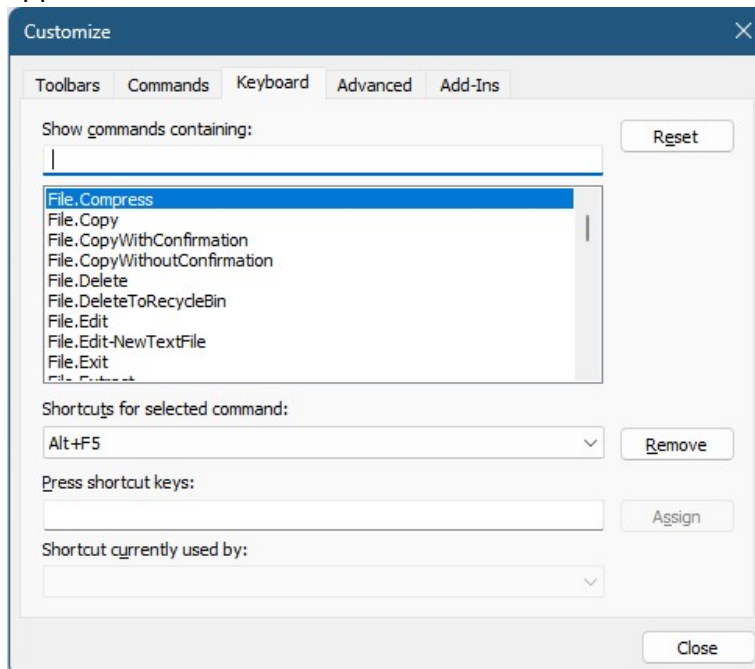 Customize
Toolbars Commands Keyboard Advanced Add-Ins
Show commands containing:
Reset
File.Compress
File.Copy
File.CopyWithConfirmation
File.CopyWithoutConfirmation
File.Delete
File.DeleteToRecycleBin
File.Edit
File.Edit-NewTextFile
File.Exit
Shortcuts for selected command:
Alt+F5
Remove
Press shortcut keys:
Assign
Shortcut currently used by:
Close